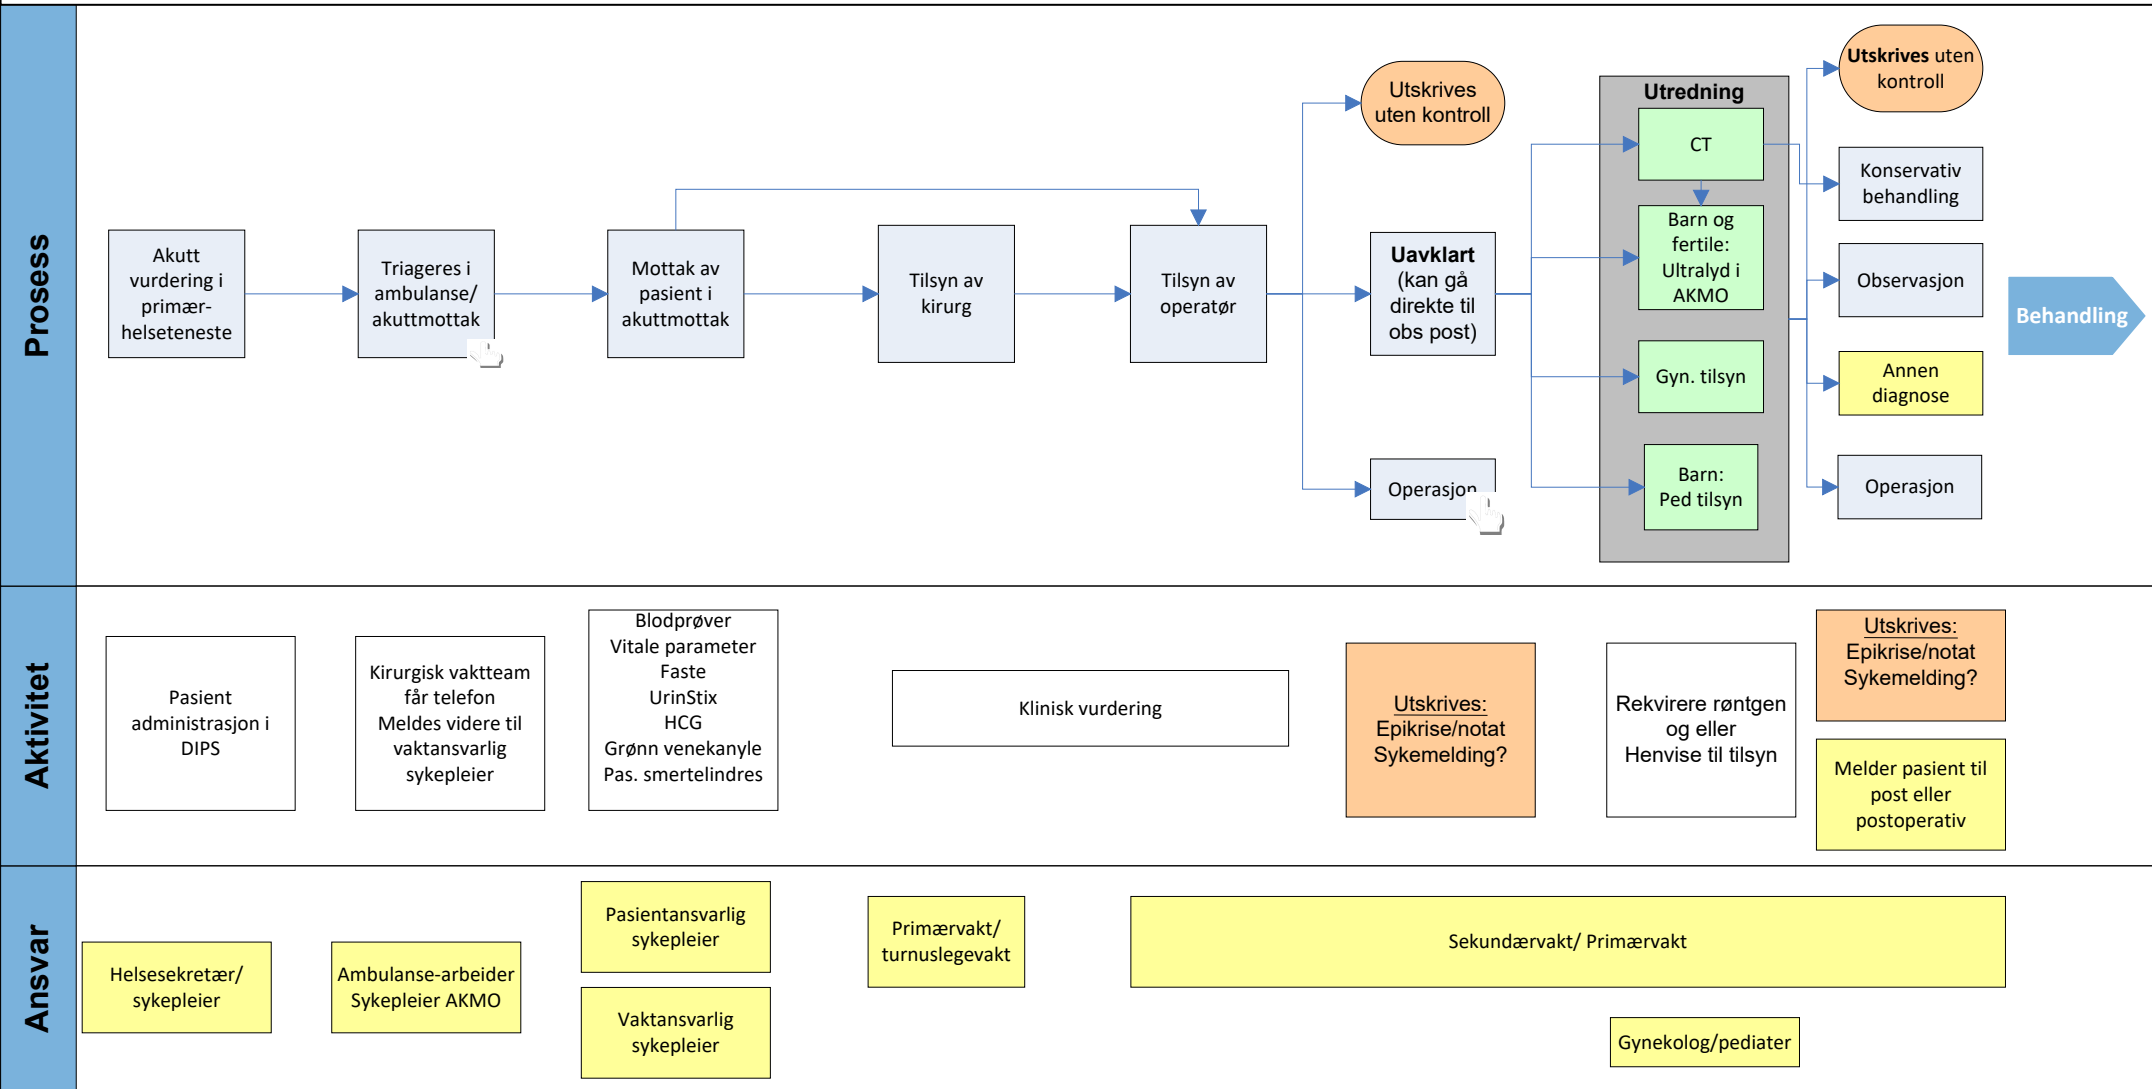 Prosess
Akutt
vurdering i
primær-
helseteneste
Triageres i
ambulanse/
akuttmottak
Mottak av
pasient i
akuttmottak
Tilsyn av
kirurg
Tilsyn av
operatør
Utskrives
uten kontroll
Uavklart
(kan gå
direkte til
obs post)
Operasjon
Utredning
CT
Barn og
fertile:
Ultralyd i
AKMO
Gyn. tilsyn
Barn:
Ped tilsyn
Utskrives uten
kontroll
Konservativ
behandling
Observasjon
Annen
diagnose
Operasjon
Behandling
Aktivitet
Pasient
administrasjon i
DIPS
Kirurgisk vaktteam
får telefon
Meldes videre til
vaktansvarlig
sykepleier
Blodprøver
Vitale parameter
Faste
UrinStix
HCG
Grønn venekanyle
Pas. smertelindres
Klinisk vurdering
Utskrives:
Epikrise/notat
Sykemelding?
Rekvirere røntgen
og eller
Henvise til tilsyn
Utskrives:
Epikrise/notat
Sykemelding?
Melder pasient til
post eller
postoperativ
Ansvar
Helsesekretær/
sykepleier
Ambulanse-arbeider
Sykepleier AKMO
Pasientansvarlig
sykepleier
Vaktansvarlig
sykepleier
Primærvakt/
turnuslegevakt
Sekundærvakt/ Primærvakt
Gynekolog/pediater